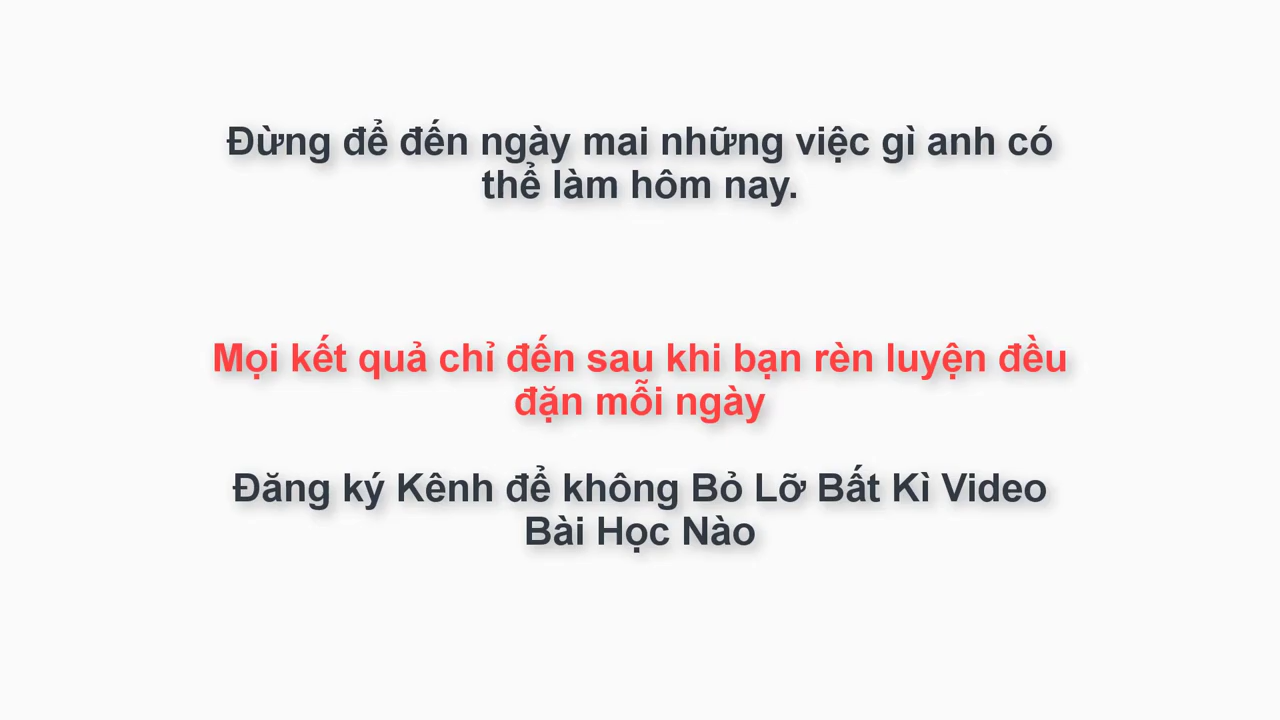 Đừng để đến ngày mai những việc gì anh có
thể làm hôm nay.
Mọi kết quả chỉ đến sau khi bạn rèn luyện đều
đặn mỗi ngày
Đăng ký Kênh để không Bỏ Lỡ Bất Kì Video
Bài Học Nào